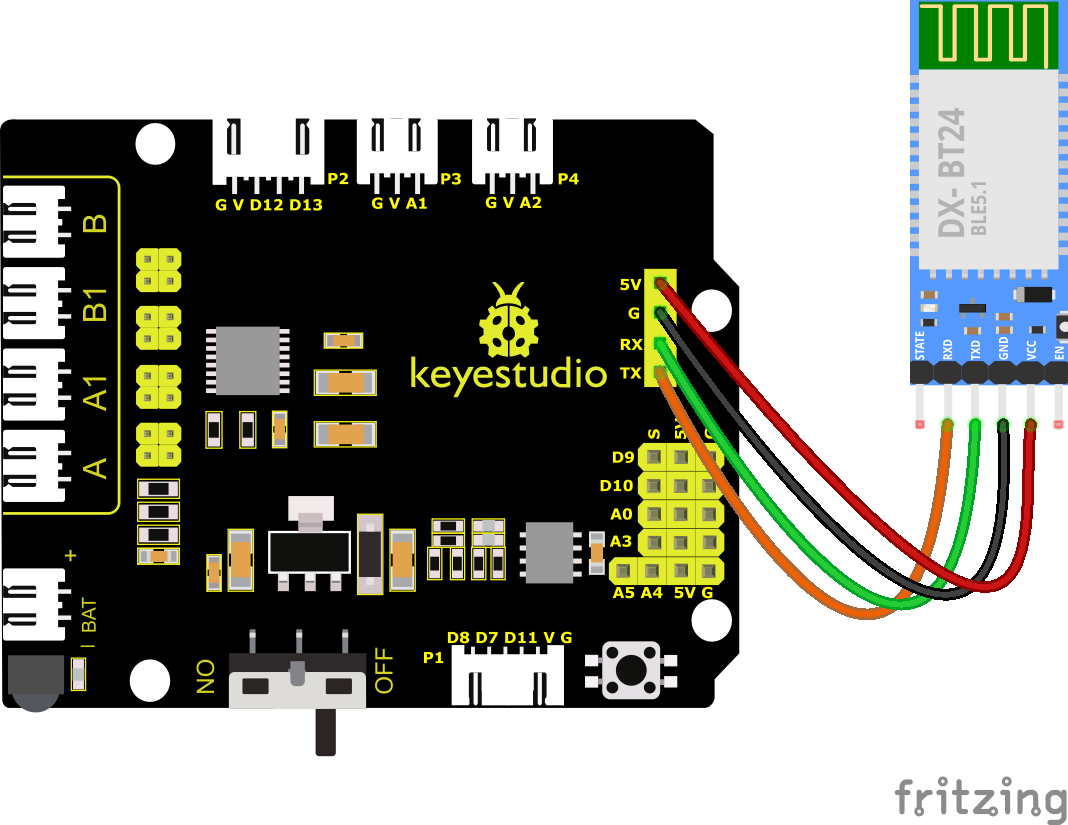 DX- BT24
BLE5.1
STATE
RXD
TXD
GND
VCC
EN
P2
P3
P4
G V D12 D13
G V A1
G V A2
B
B1
A1
A
5V
G
RX
TX
keyestudio
S
5V
G
D9
D10
A0
A3
A5 A4 5V G
+
BAT
NO
OFF
D8 D7 D11 V G
P1
fritzing